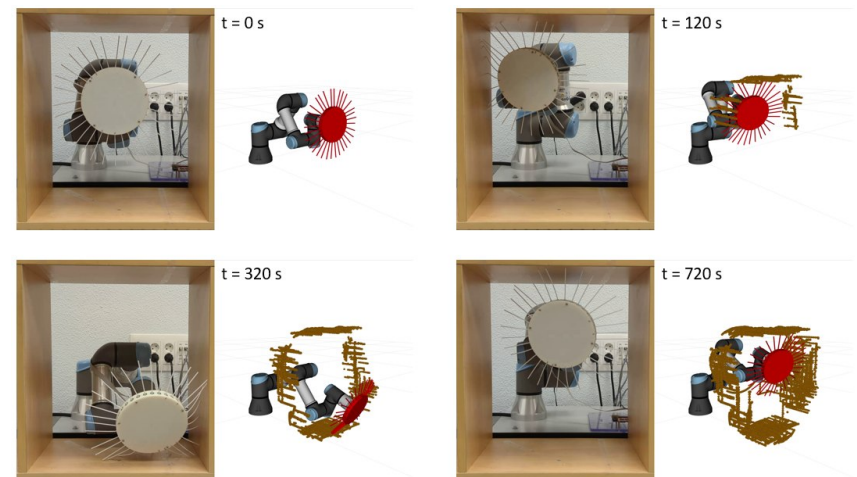 t = 0 s
t = 120 s
t = 320 s
t = 720 s